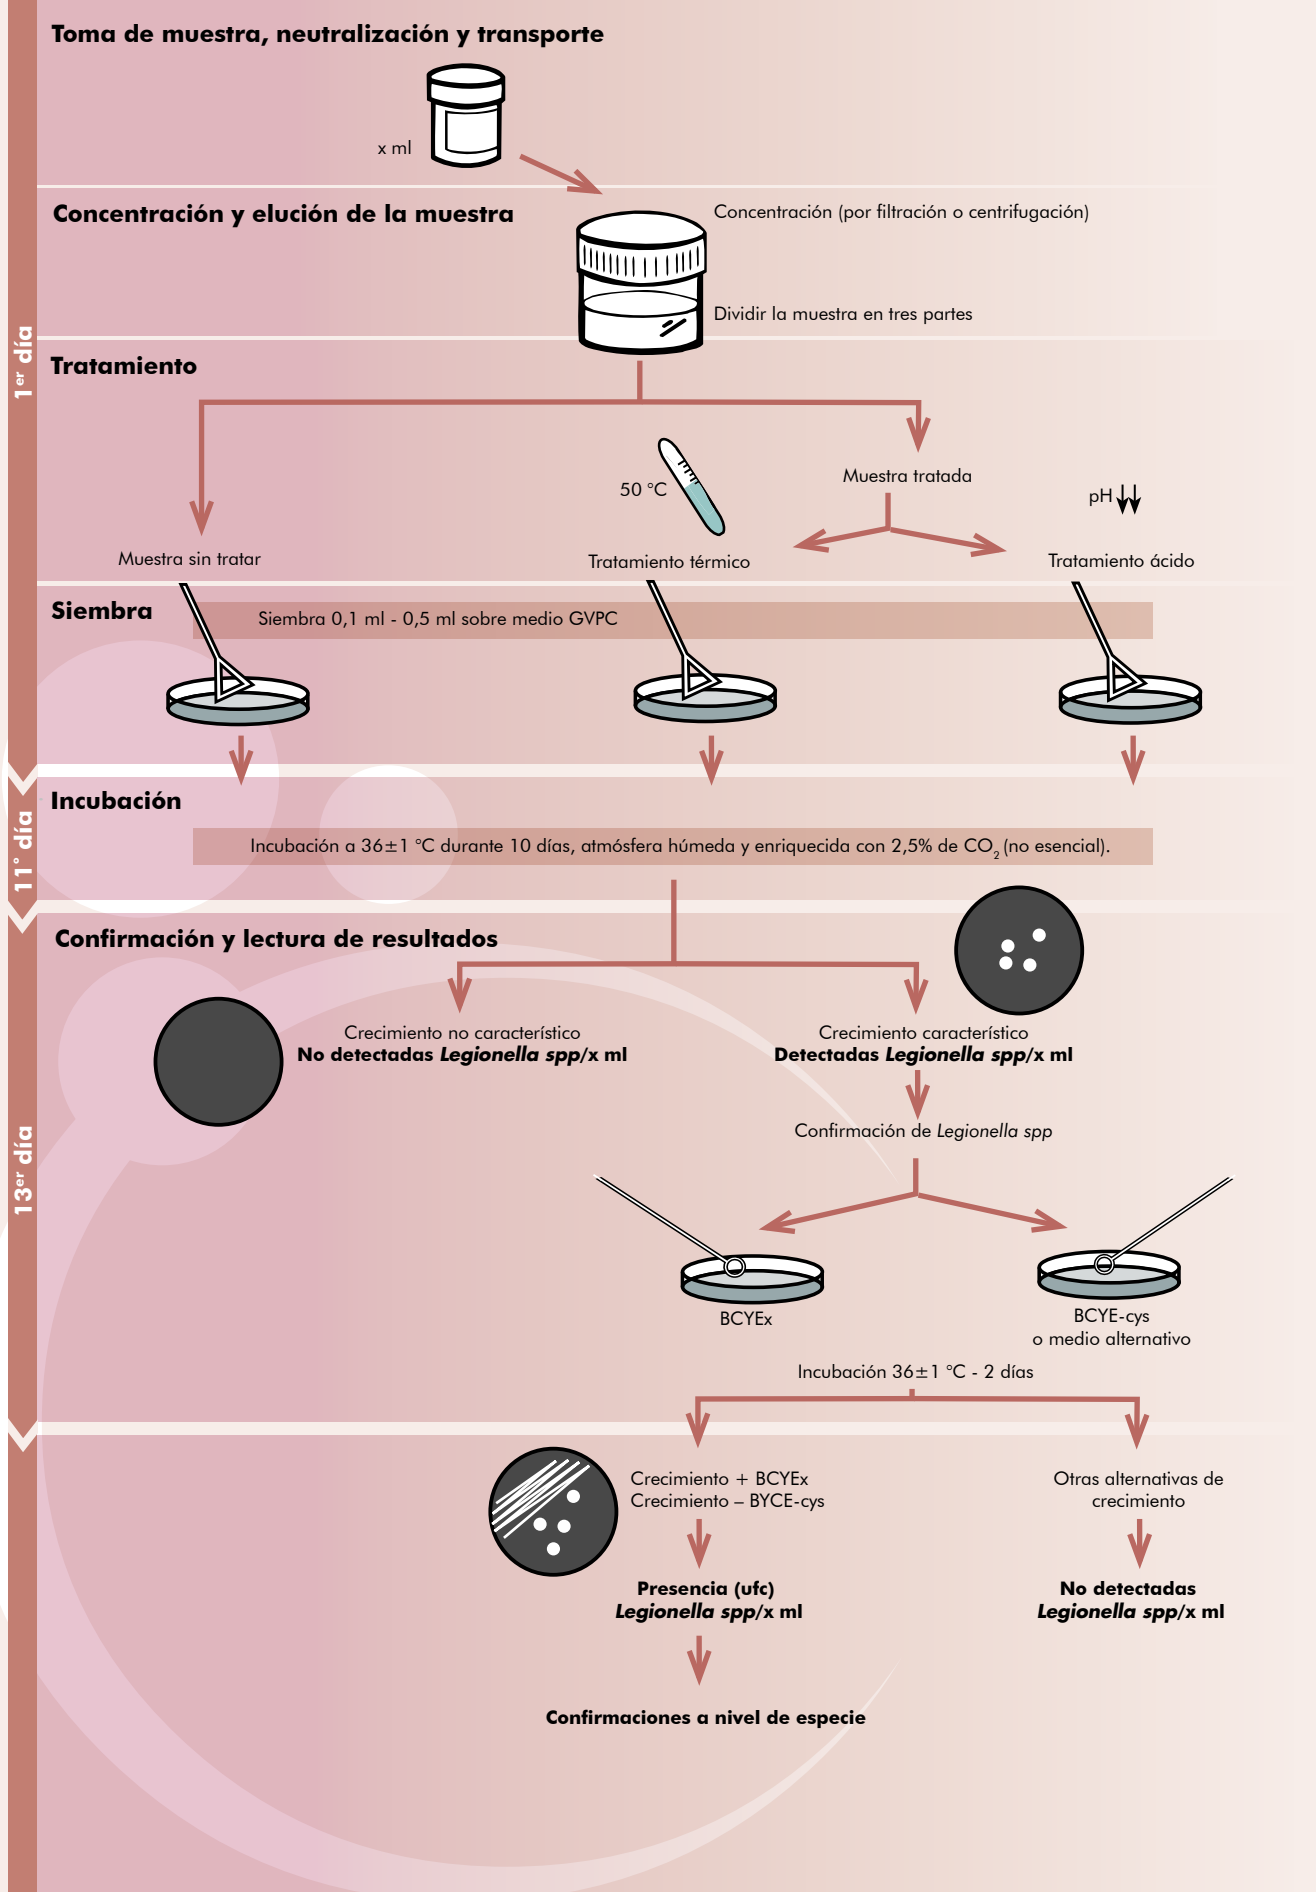 Toma de muestra, neutralización y transporte
x ml
Concentración y elución de la muestra
Concentración (por filtración o centrifugación)
Dividir la muestra en tres partes
1er día
Tratamiento
Muestra tratada
50 °C
pH
Muestra sin tratar
Tratamiento térmico
Tratamiento ácido
Siembra
Siembra 0,1 ml - 0,5 ml sobre medio GVPC
Incubación
11° día
Incubación a 36±1 °C durante 10 días, atmósfera húmeda y enriquecida con 2,5% de CO2 (no esencial).
Confirmación y lectura de resultados
Crecimiento no característico
No detectadas Legionella spp/x ml
Crecimiento característico
Detectadas Legionella spp/x ml
13er día
Confirmación de Legionella spp
BCYEx
BCYE-cys
o medio alternativo
Incubación 36±1 °C - 2 días
Crecimiento + BCYEx
Crecimiento – BYCE-cys
Otras alternativas de
crecimiento
Presencia (ufc)
Legionella spp/x ml
No detectadas
Legionella spp/x ml
Confirmaciones a nivel de especie